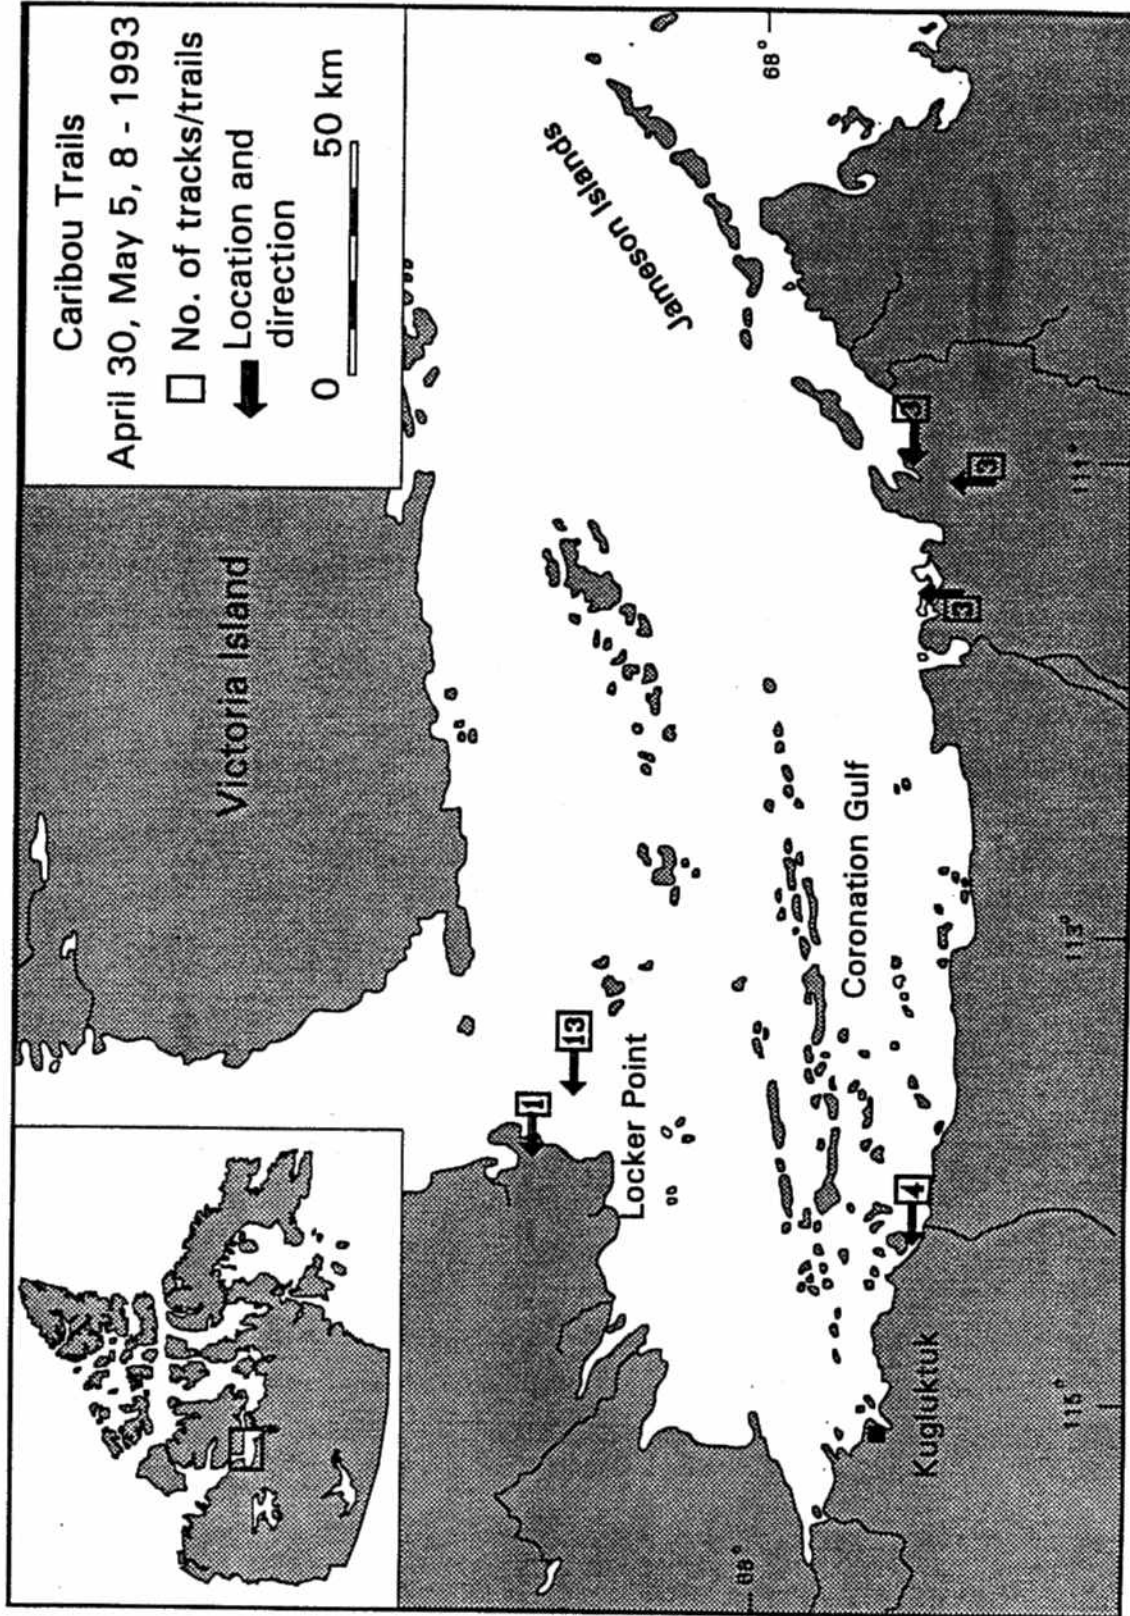 Caribou Trails
April 30, May 5, 8 - 1993
No. of tracks/trails
Location and
direction
0
50 km
Victoria Island
Jameson Islands
68°
13
1
Locker Point
Coronation Gulf
3
3
3
4
Kugluktuk
68°
115°
113°
111°